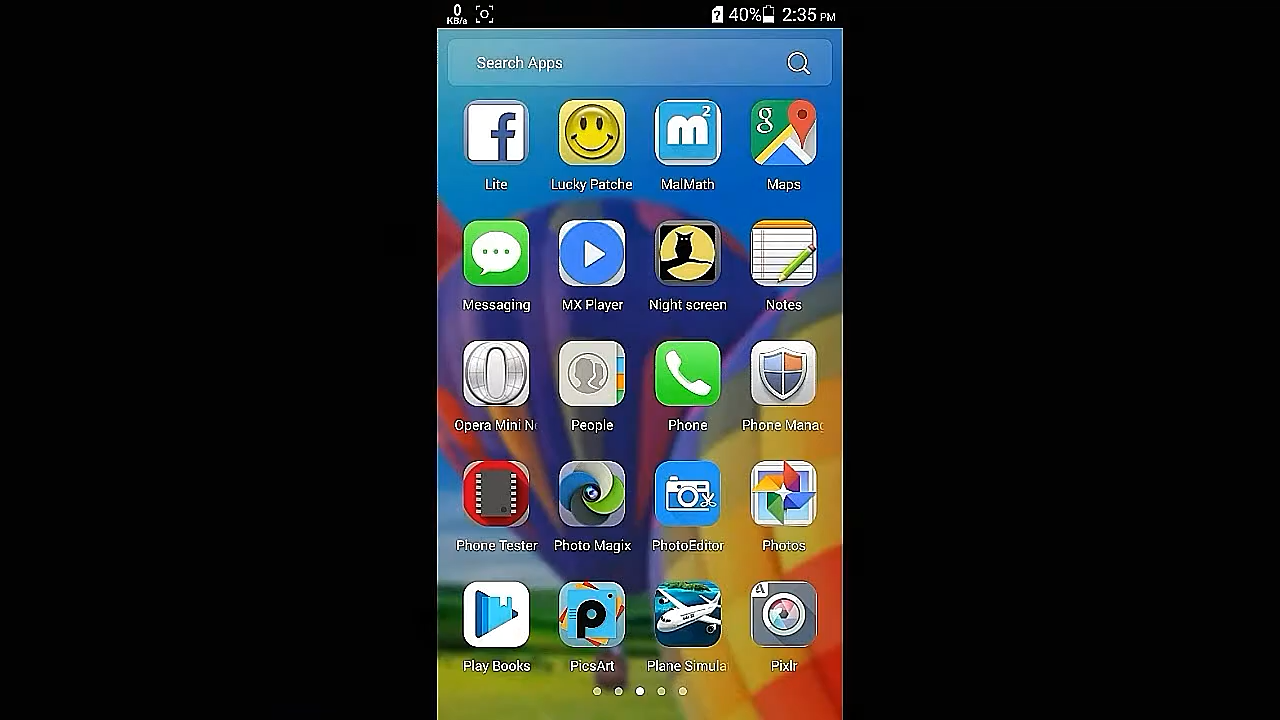 0
KB/s
40%
2:35 PM
Search Apps
Lite
Lucky Patche
MalMath
Maps
Messaging
MX Player
Night screen
Notes
Opera Mini N
People
Phone
Phone Manag
Phone Tester
Photo Magix
PhotoEditor
Photos
Play Books
PicsArt
Plane Simula
Pixlr